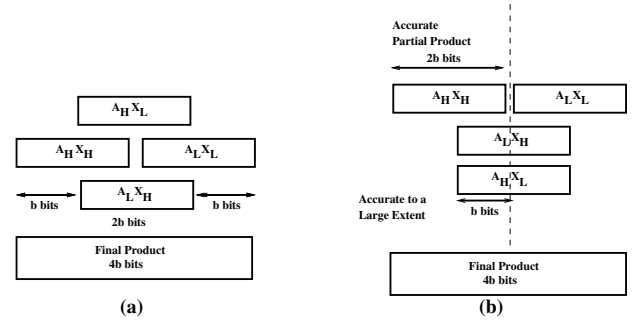 A_H X_L
A_H X_H
A_L X_L
A_L X_H
b bits
b bits
2b bits
Final Product
4b bits
(a)
Accurate
Partial Product
2b bits
A_H X_H
A_L X_L
A_L X_H
A_H X_L
Accurate to a
Large Extent
b bits
Final Product
4b bits
(b)